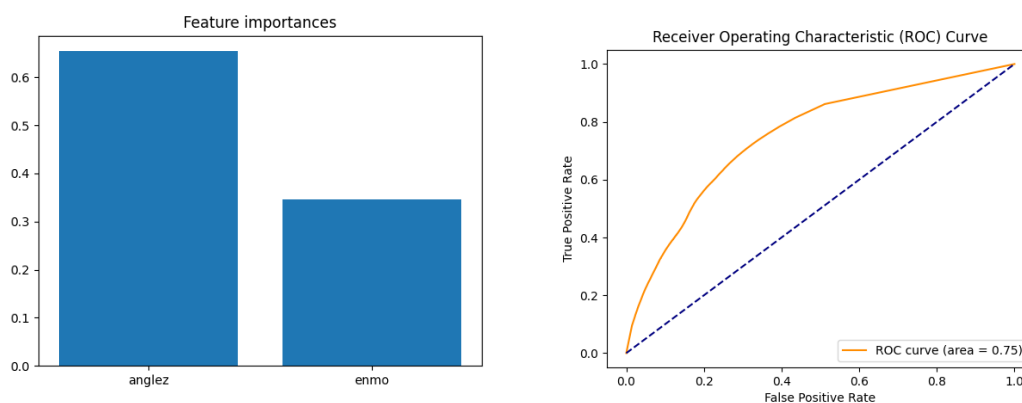 Feature importances
0.6
0.5
0.4
0.3
0.2
0.1
0.0
anglez
enmo
Receiver Operating Characteristic (ROC) Curve
True Positive Rate
1.0
0.8
0.6
0.4
0.2
0.0
ROC curve (area = 0.75)
0.0
0.2
0.4
0.6
0.8
1.0
False Positive Rate